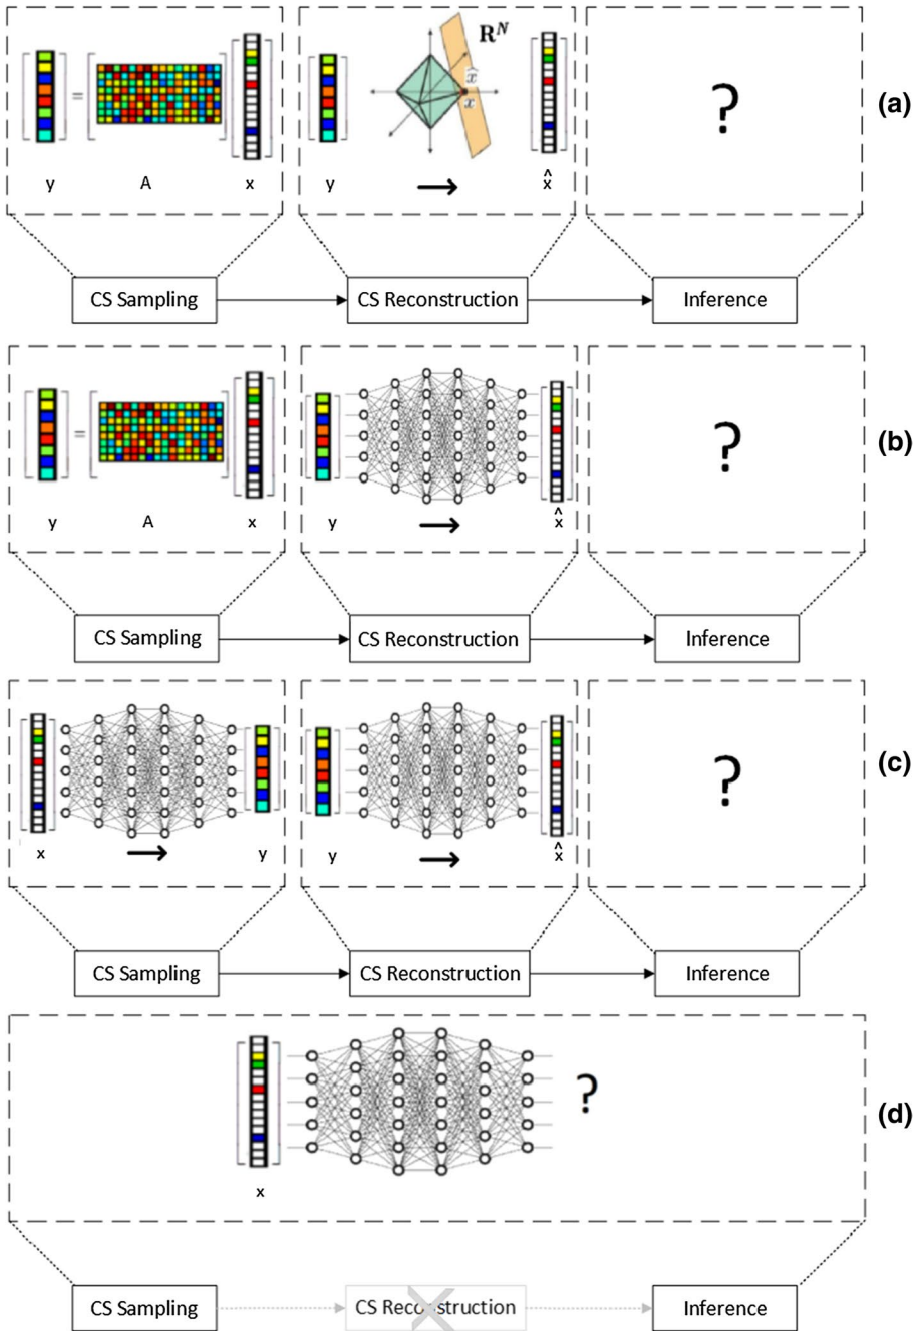 R^N
=
x̂
x
?
(a)
y A x
y → x̂
CS Sampling CS Reconstruction Inference
=
?
(b)
y A x
y → x̂
CS Sampling CS Reconstruction Inference
?
(c)
x → y
y → x̂
CS Sampling CS Reconstruction Inference
?
(d)
x
CS Sampling CS Reconstruction Inference